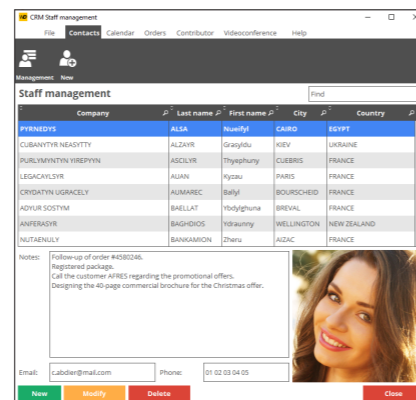 CRM Staff management
File Contacts Calendar Orders Contributor Videoconference Help
Management New
Staff management Find
Company Last name First name City Country
PYRNEDYS ALSA Nueifyl CAIRO EGYPT
CUBANYTYR NEASYTTY ALZAYR Grasyldu KIEV UKRAINE
PURLYMYNTYN YIREPYYN ASCILYR Thyephuny CUEBRIS FRANCE
LEGACAYLSYR AUAN Kyzau PARIS FRANCE
CRYDATYN UGRACELY AUMAREC Ballyl BOURSCHEID FRANCE
ADYUR SOSTYM BAELLAT Ybdylghuna BREVAL FRANCE
ANFERASYR BAGHDIOS Ydraunny WELLINGTON NEW ZEALAND
NUTAENULY BANKAMION Zheru AIZAC FRANCE
Notes: Follow-up of order #4580246.
Registered package.
Call the customer AFRES regarding the promotional offers.
Designing the 40-page commercial brochure for the Christmas offer.
Email: c.abdier@mail.com Phone: 01 02 03 04 05
New Modify Delete Close